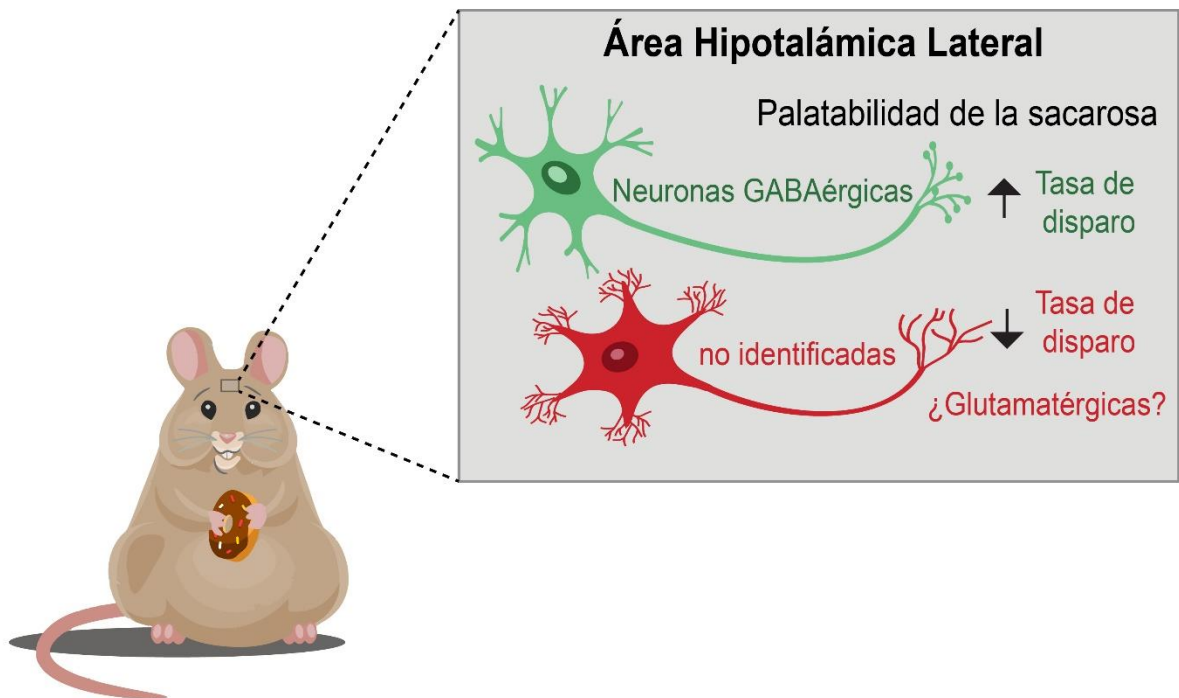 Área Hipotalámica Lateral
Palatabilidad de la sacarosa
Neuronas GABAérgicas
Tasa de
disparo
no identificadas
Tasa de
disparo
¿Glutamatérgicas?